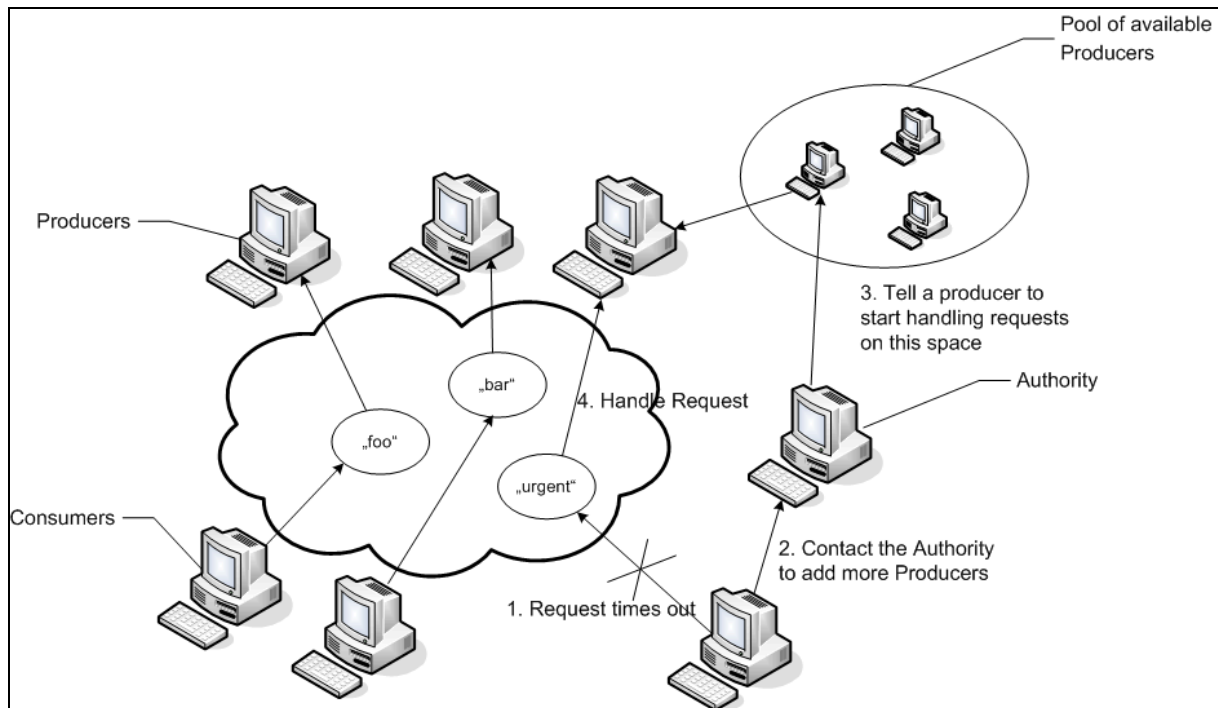 Pool of available
Producers
Producers
3. Tell a producer to
start handling requests
on this space
„bar“
Authority
4. Handle Request
„foo“
„urgent“
Consumers
2. Contact the Authority
to add more Producers
1. Request times out